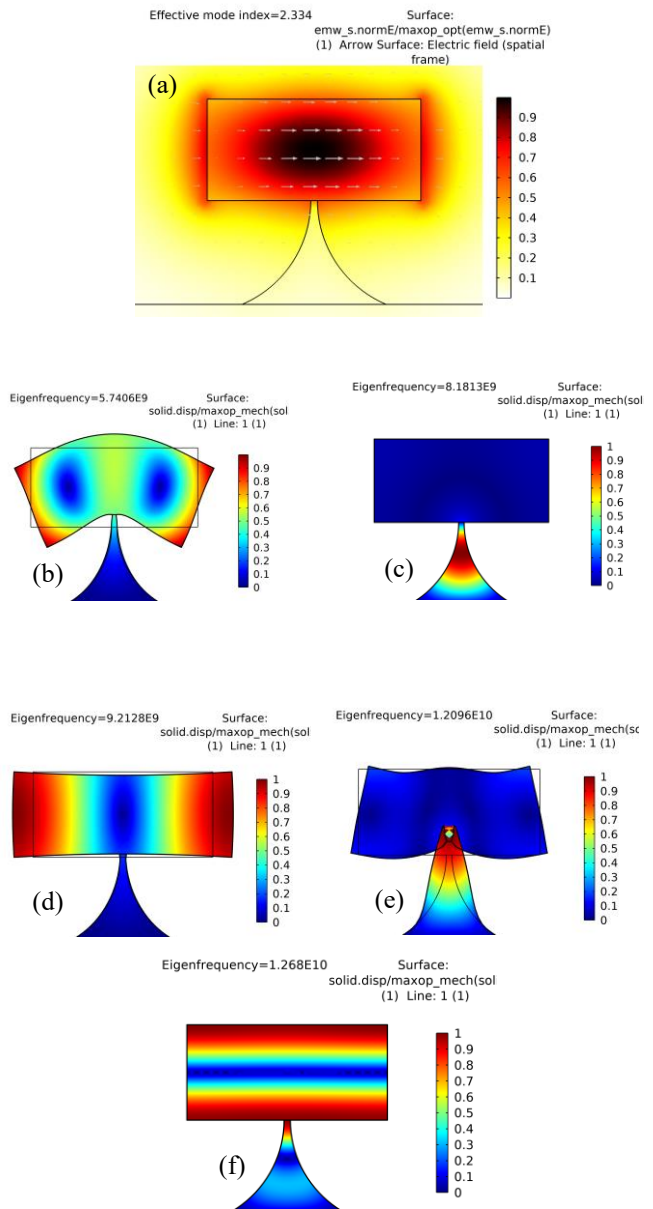 Effective mode index=2.334
Surface:
emw_s.normE/maxop_opt(emw_s.normE)
(1) Arrow Surface: Electric field (spatial
frame)
(a)
0.9
0.8
0.7
0.6
0.5
0.4
0.3
0.2
0.1
Eigenfrequency=5.7406E9
Surface:
solid.disp/maxop_mech(sol
(1) Line: 1 (1)
(b)
0.9
0.8
0.7
0.6
0.5
0.4
0.3
0.2
0.1
0
Eigenfrequency=8.1813E9
Surface:
solid.disp/maxop_mech(sol
(1) Line: 1 (1)
(c)
1
0.9
0.8
0.7
0.6
0.5
0.4
0.3
0.2
0.1
0
Eigenfrequency=9.2128E9
Surface:
solid.disp/maxop_mech(sol
(1) Line: 1 (1)
(d)
1
0.9
0.8
0.7
0.6
0.5
0.4
0.3
0.2
0.1
0
Eigenfrequency=1.2096E10
Surface:
solid.disp/maxop_mech(so
(1) Line: 1 (1)
(e)
1
0.9
0.8
0.7
0.6
0.5
0.4
0.3
0.2
0.1
0
Eigenfrequency=1.268E10
Surface:
solid.disp/maxop_mech(sol
(1) Line: 1 (1)
(f)
1
0.9
0.8
0.7
0.6
0.5
0.4
0.3
0.2
0.1
0